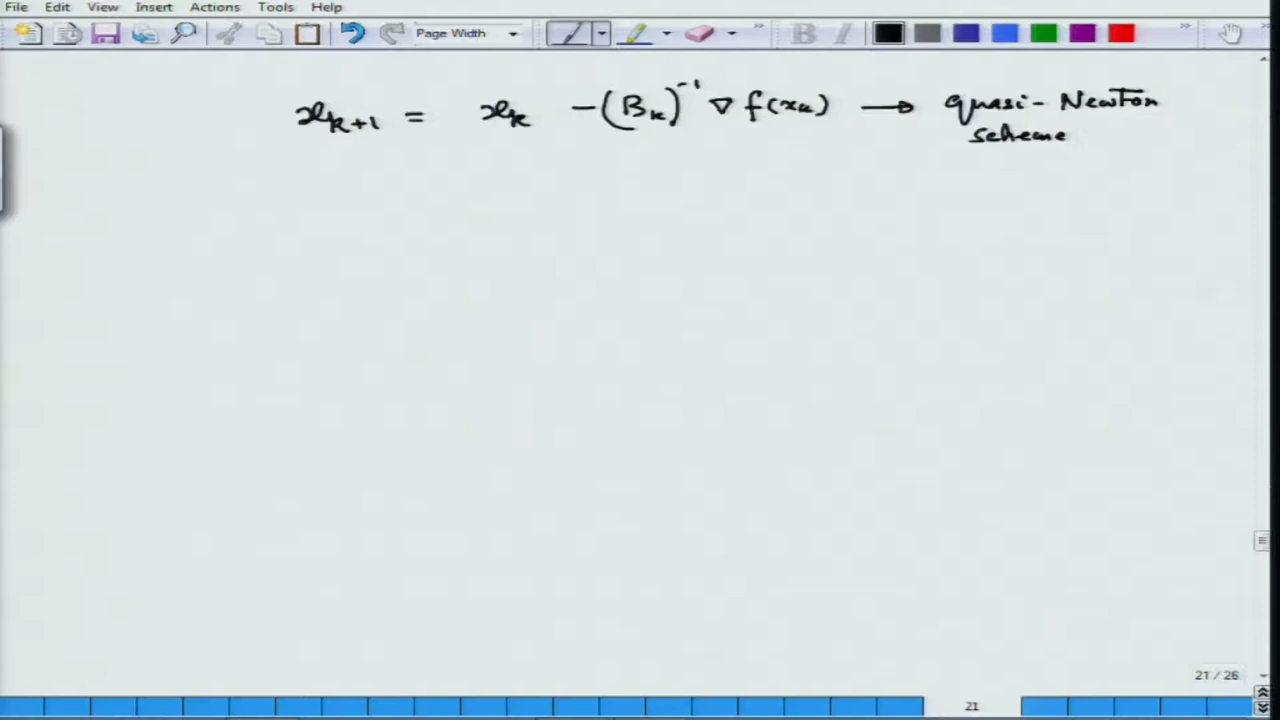 File Edit View Insert Actions Tools Help
Page Width
B I
x_{k+1} = x_k - (B_k)^{-1} ∇ f(x_k) → quasi-Newton
scheme
21 / 26
21